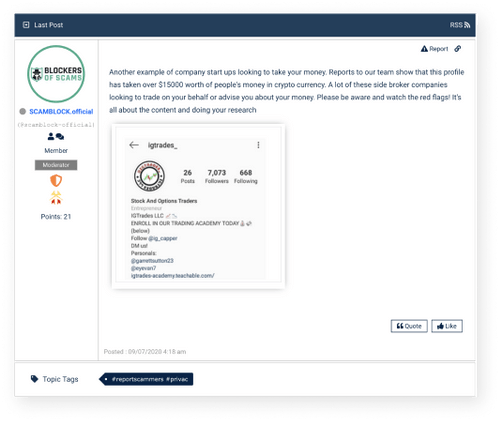 Last Post
RSS
Report
BLOCKERS
OF SCAMS
SCAMBLOCK.official
(@scamblock-official)
Member
Moderator
Points: 21
Another example of company start ups looking to take your money. Reports to our team show that this profile
has taken over $15000 worth of people's money in crypto currency. A lot of these side broker companies
looking to trade on your behalf or advise you about your money. Please be aware and watch the red flags! It's
all about the content and doing your research
igtrades_
26 7,073 668
Posts Followers Following
Stock And Options Traders
Entrepreneur
IGTrades LLC
ENROLL IN OUR TRADING ACADEMY TODAY
(below)
Follow @ig_capper
DM us!
Personals:
@garrettsutton23
@eyevan7
igtrades-academy.teachable.com/
Quote
Like
Posted : 09/07/2020 4:18 am
Topic Tags
#reportscammers #privac